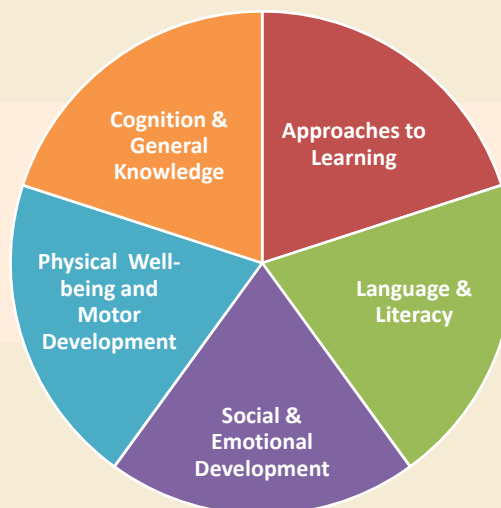 Cognition &
General
Knowledge
Approaches to
Learning
Physical Well-
being and
Motor
Development
Language &
Literacy
Social &
Emotional
Development